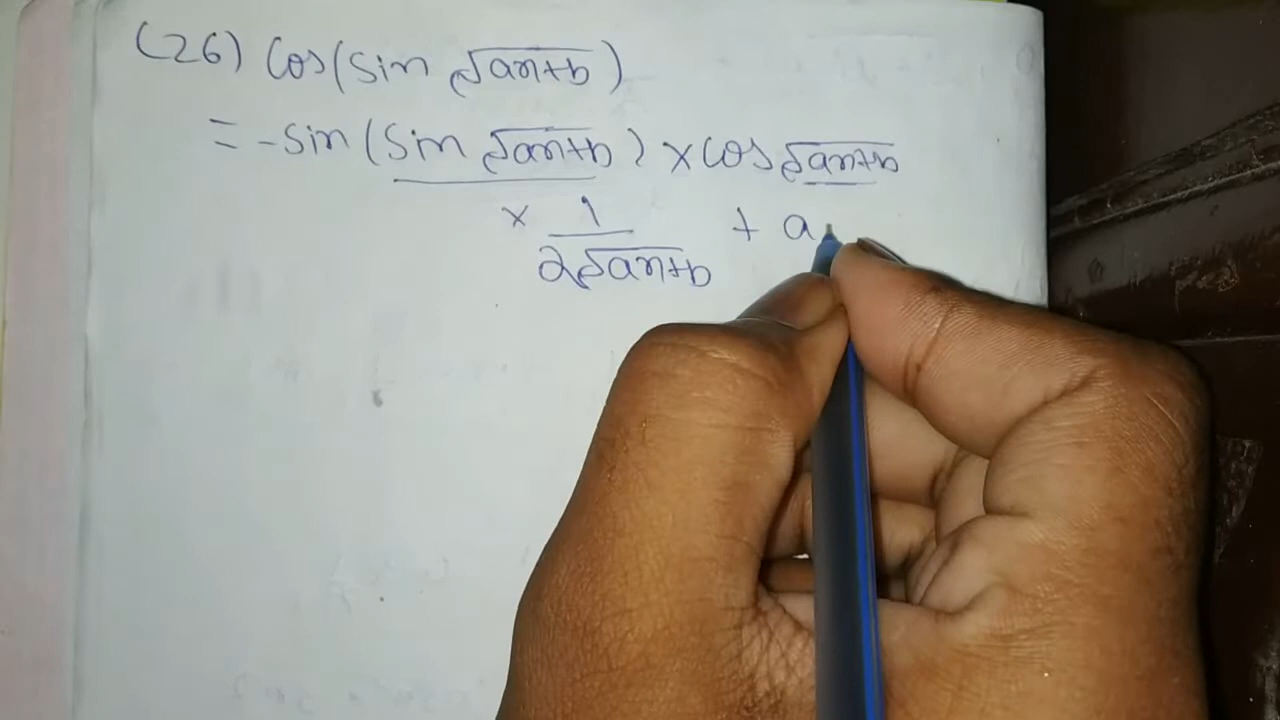 (26) cos(sin √ax+b)
= -sin (sin √ax+b) × cos √ax+b
× 1/2√ax+b + a